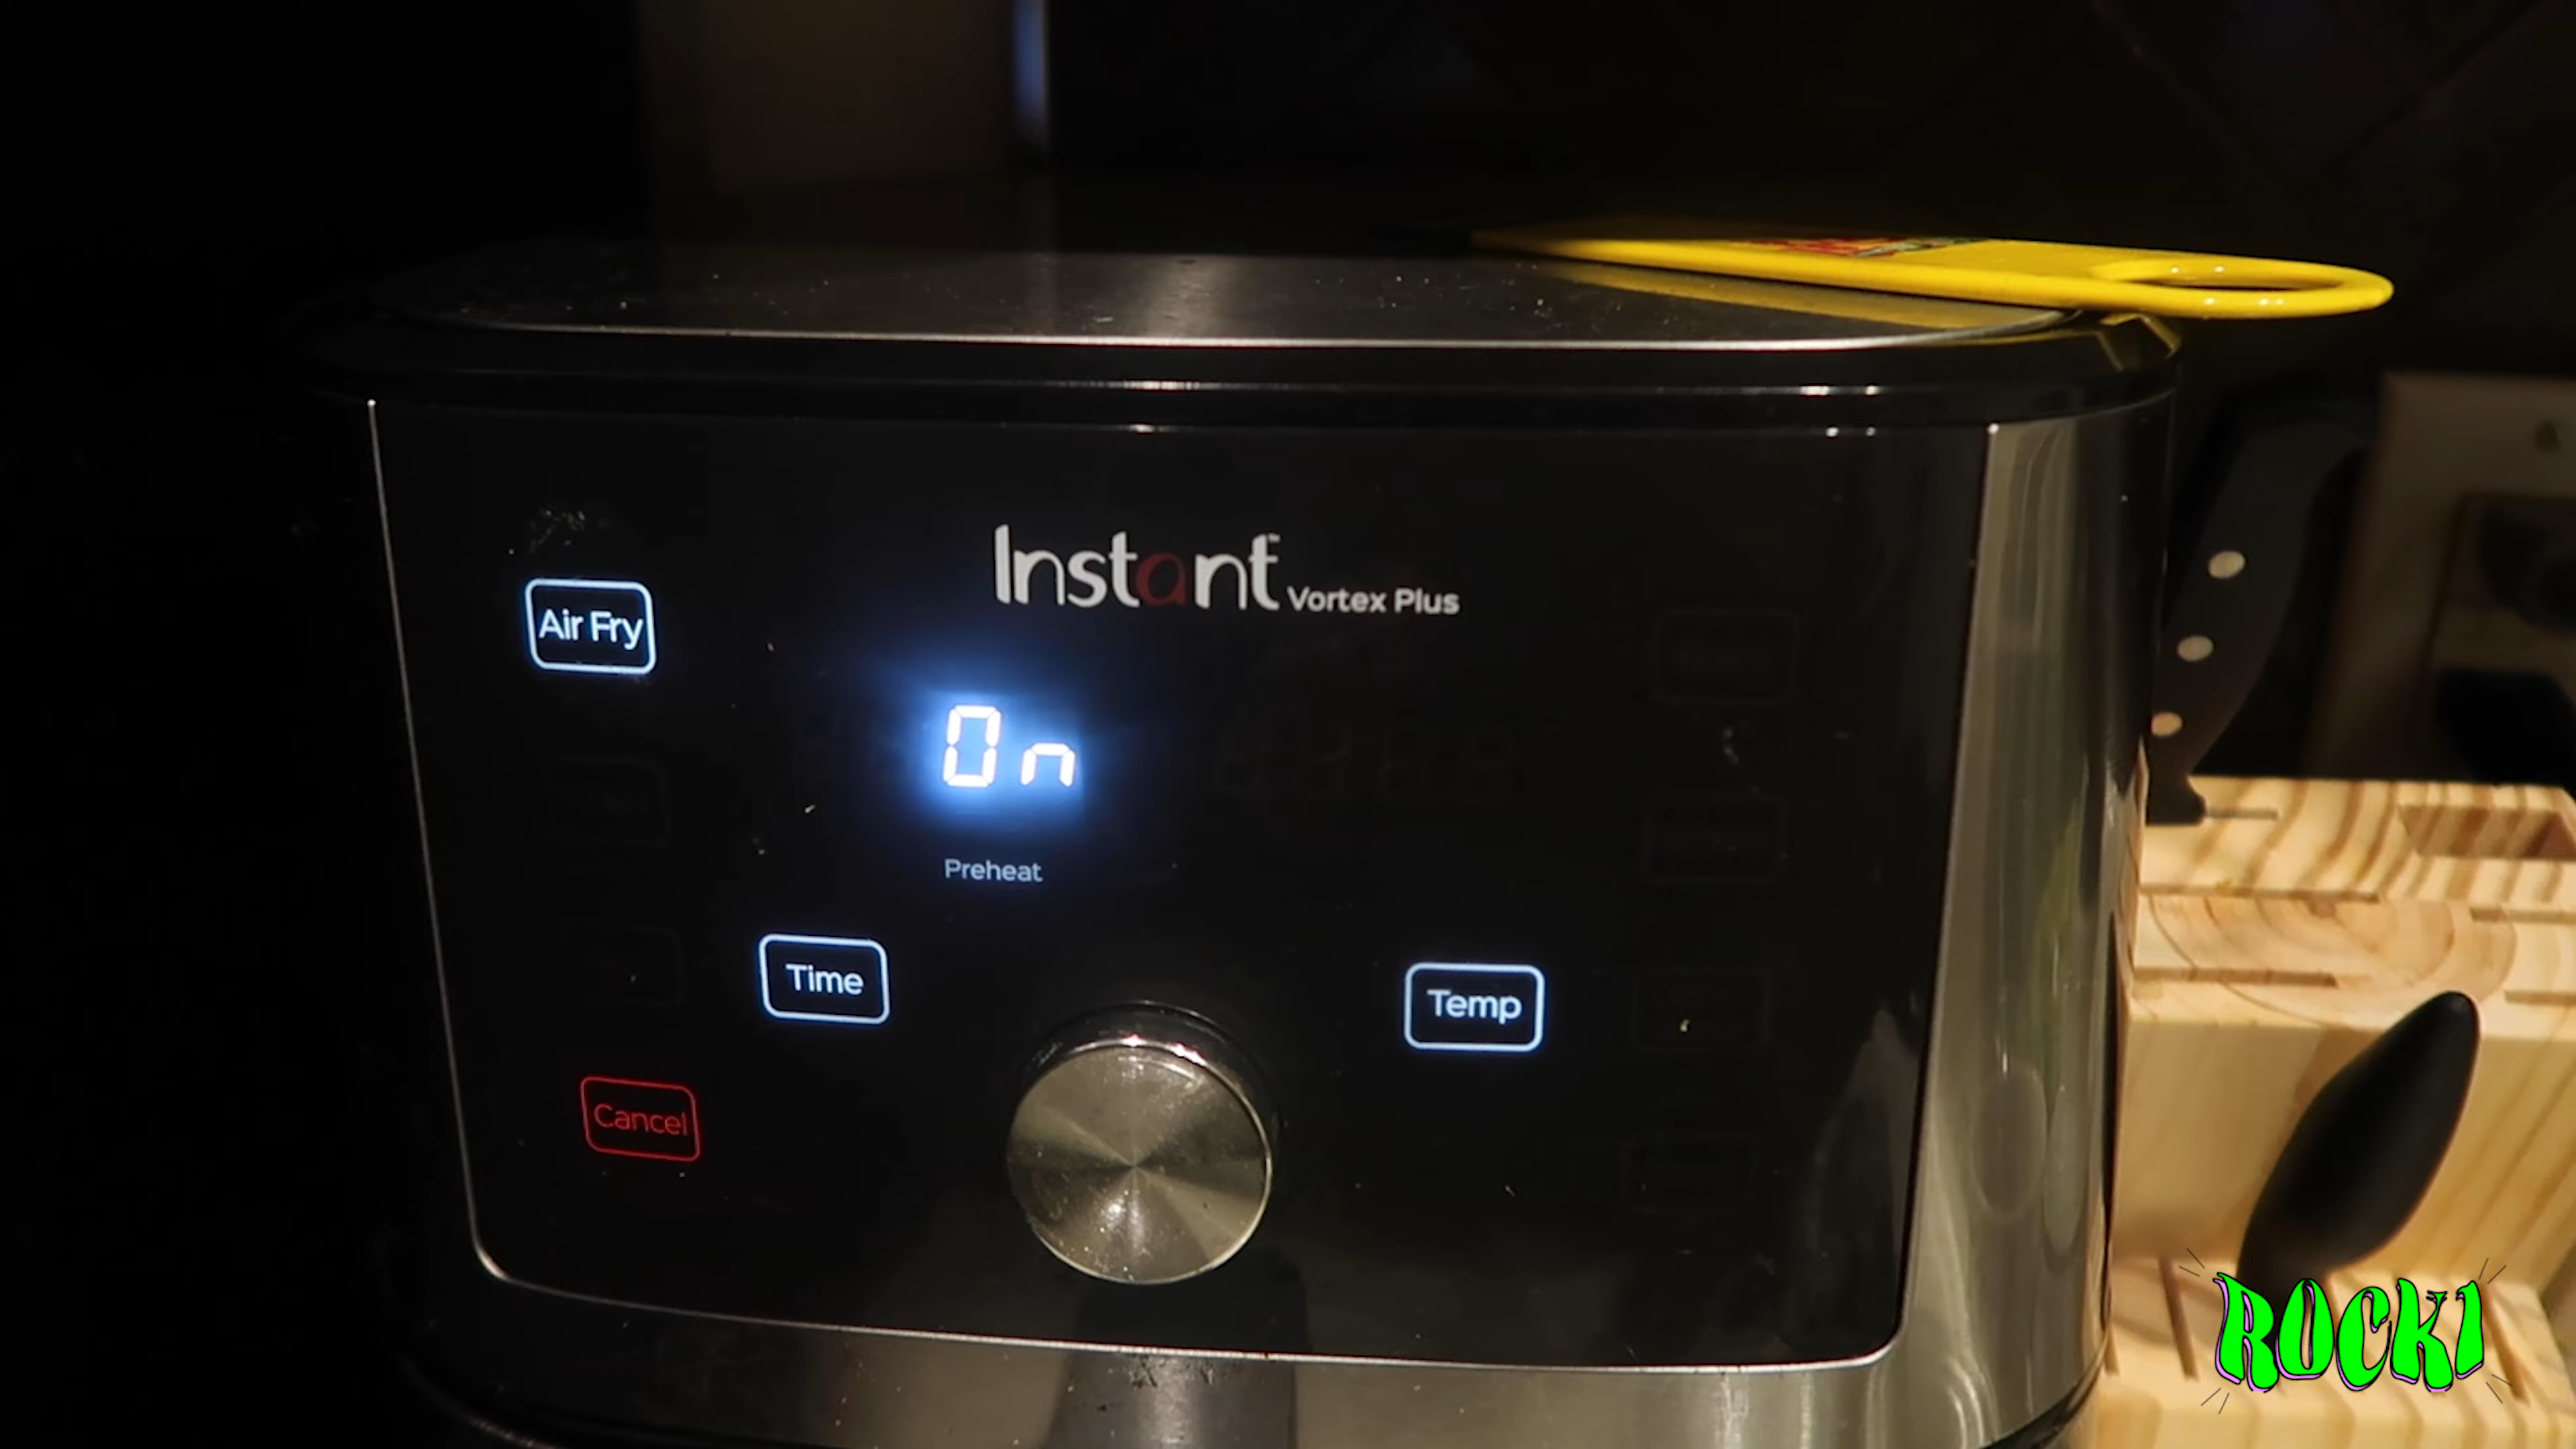 Instant Vortex Plus
Air Fry
On
Preheat
Time
Temp
Cancel
ROCKI